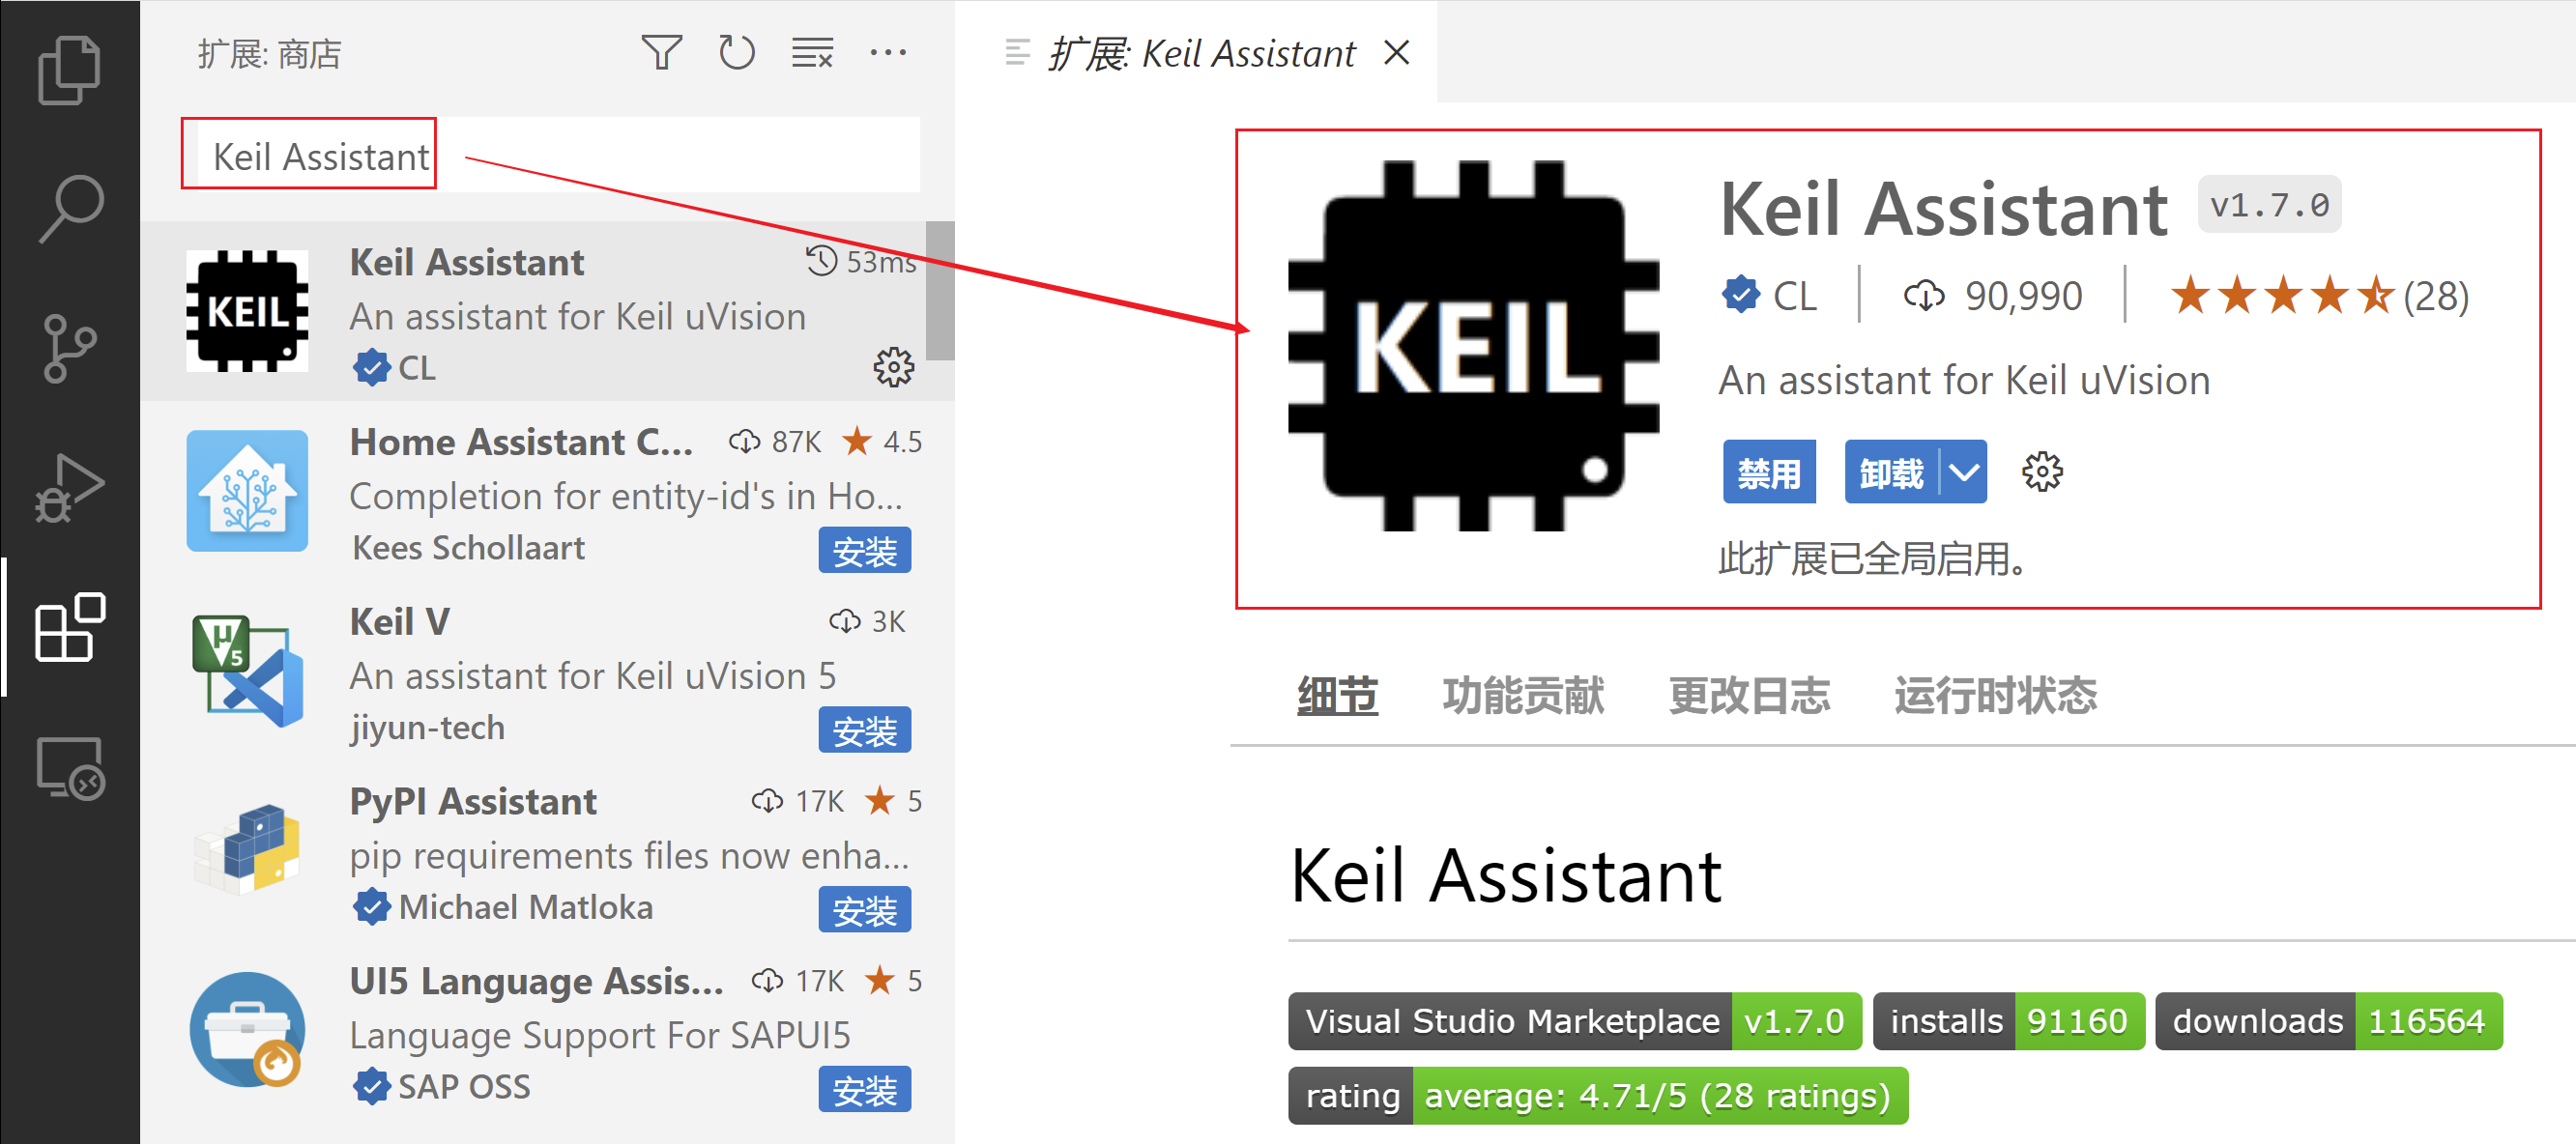 扩展: 商店
Keil Assistant
KEIL
Keil Assistant 53ms
An assistant for Keil uVision
CL
Home Assistant C... 87K 4.5
Completion for entity-id's in Ho...
Kees Schollaart 安装
µ
5
Keil V 3K
An assistant for Keil uVision 5
jiyun-tech 安装
PyPI Assistant 17K 5
pip requirements files now enha...
Michael Matloka 安装
UI5 Language Assis... 17K 5
Language Support For SAPUI5
SAP OSS 安装
扩展: Keil Assistant
KEIL
Keil Assistant v1.7.0
CL 90,990 (28)
An assistant for Keil uVision
禁用 卸载
此扩展已全局启用。
细节 功能贡献 更改日志 运行时状态
Keil Assistant
Visual Studio Marketplace v1.7.0 installs 91160 downloads 116564
rating average: 4.71/5 (28 ratings)